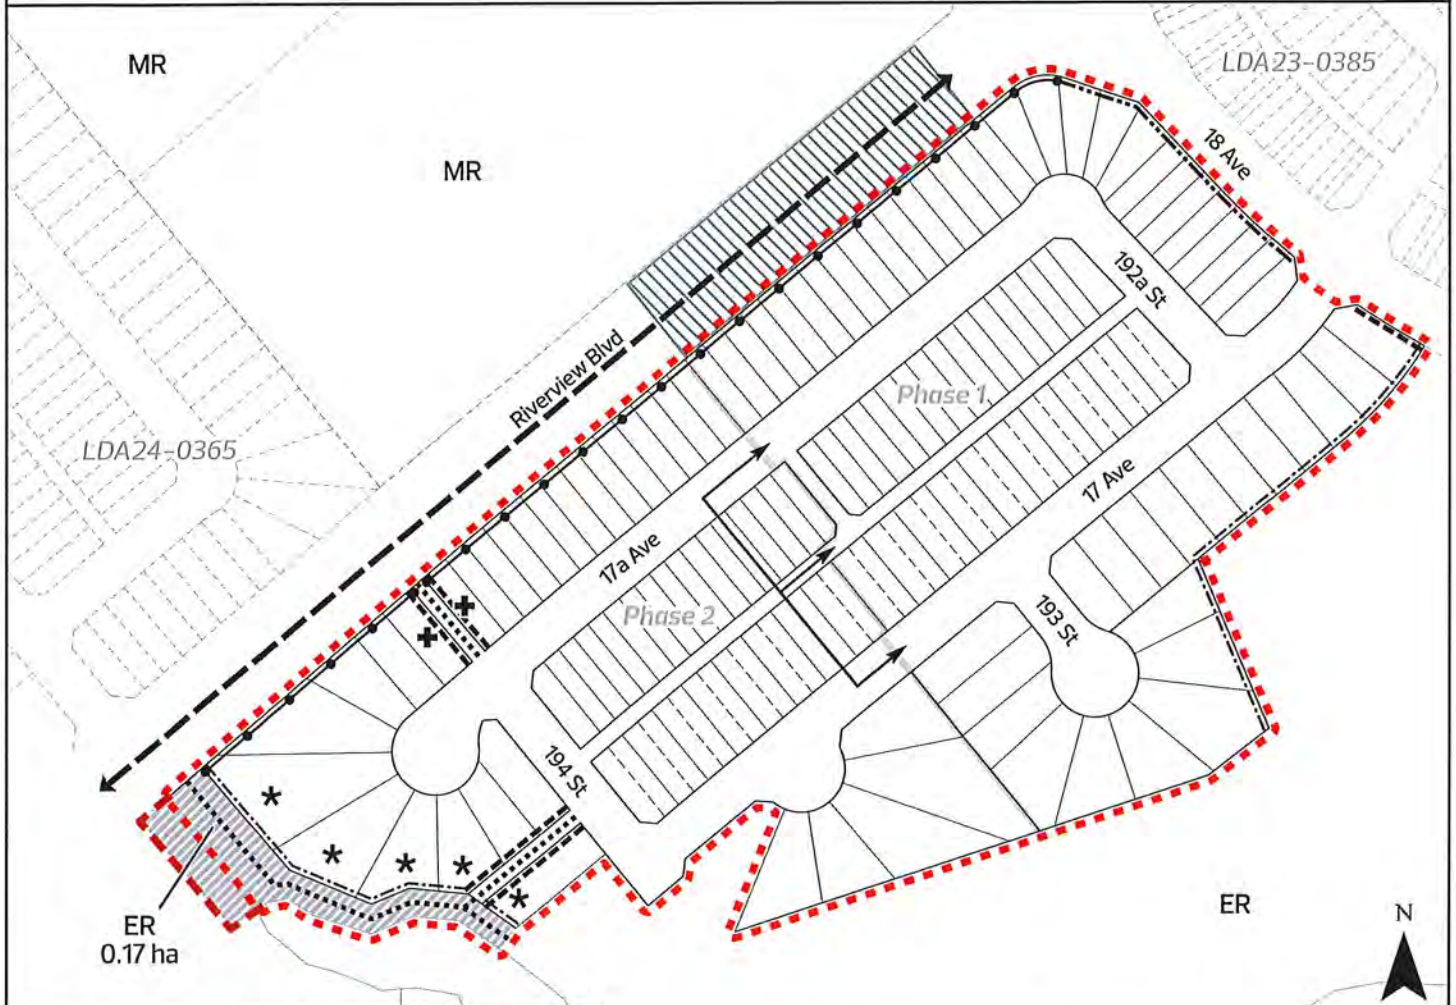 MR
LDA23-0385
MR
18 Ave
192a St
Riverview Blvd
Phase 1
LDA24-0365
17 Ave
17a Ave
193 St
Phase 2
194 St
ER
0.17 ha
ER
N